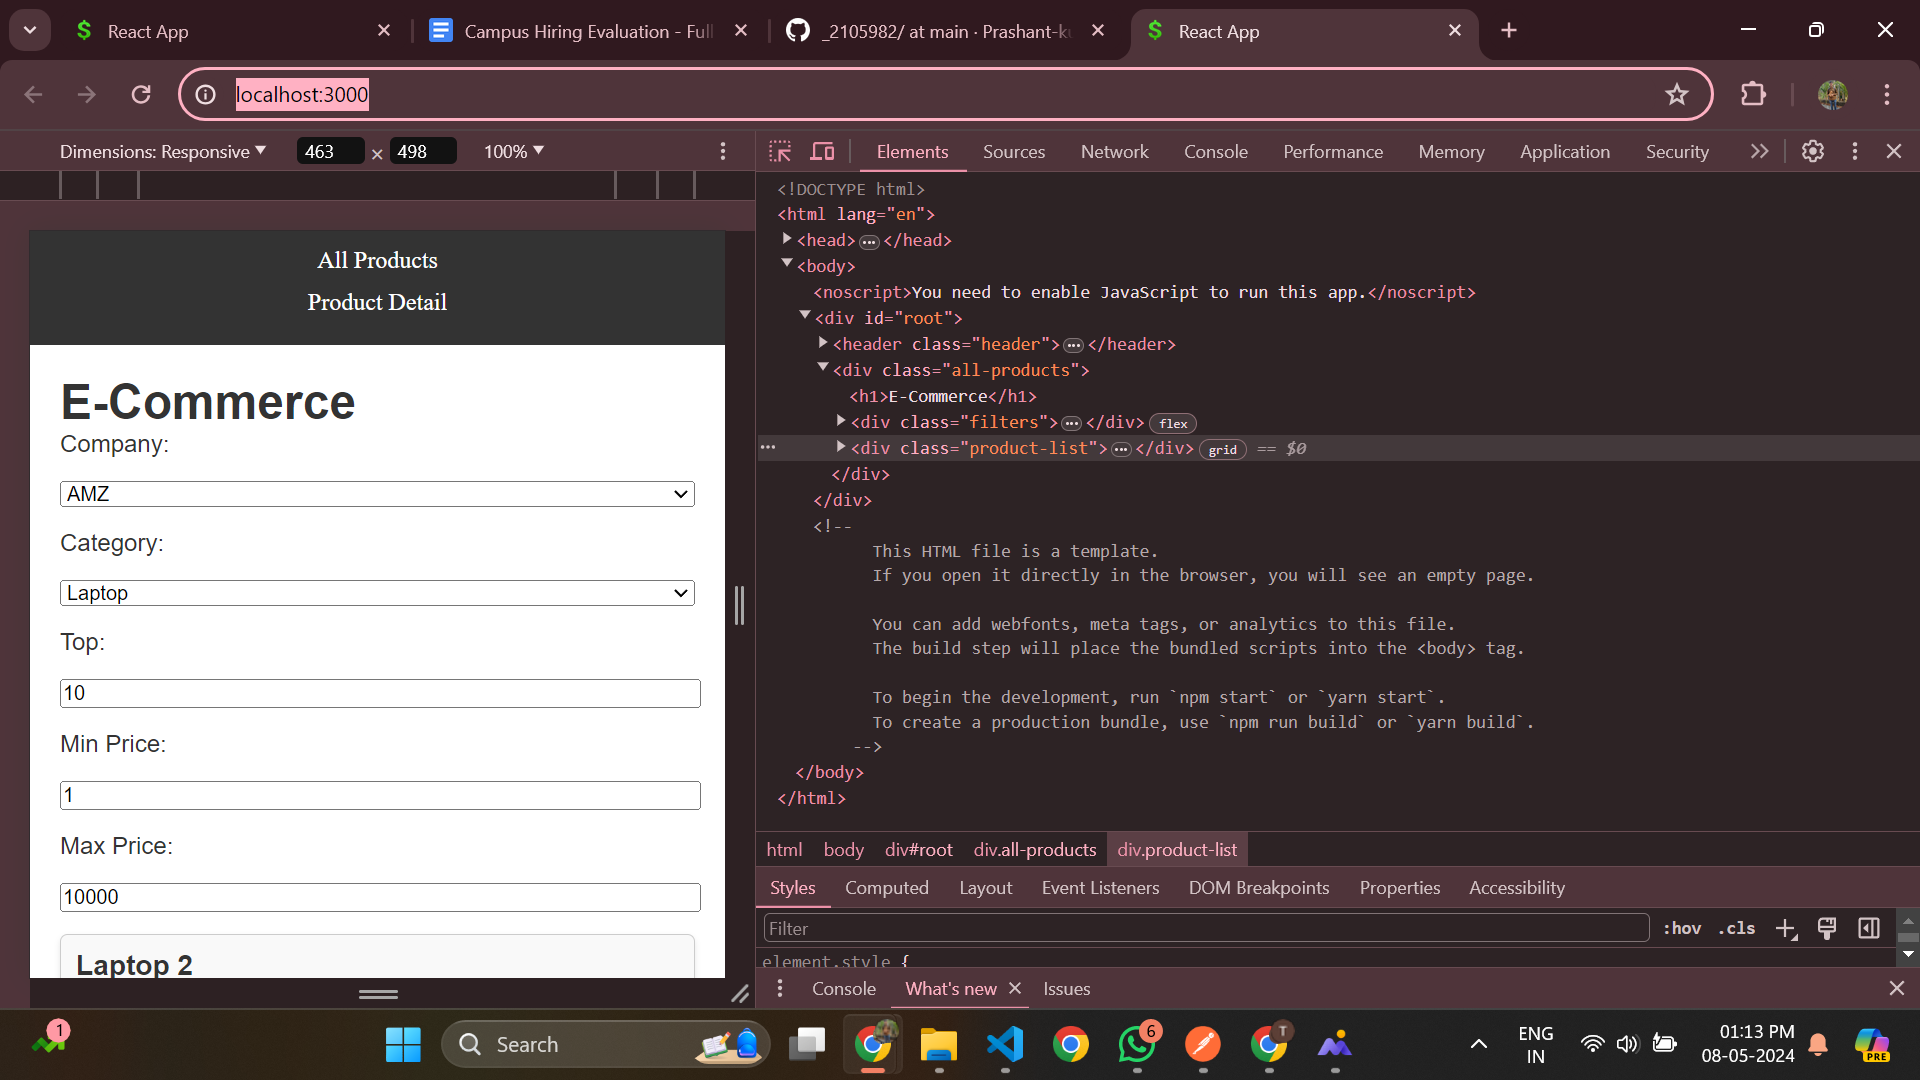 React App
Campus Hiring Evaluation - Full
_2105982/ at main · Prashant-ku
React App
localhost:3000
Dimensions: Responsive
463 × 498
100%
Elements
Sources
Network
Console
Performance
Memory
Application
Security
All Products
Product Detail
E-Commerce
Company:
AMZ
Category:
Laptop
Top:
10
Min Price:
1
Max Price:
10000
Laptop 2
<!DOCTYPE html>
<html lang="en">
<head> ••• </head>
<body>
<noscript>You need to enable JavaScript to run this app.</noscript>
<div id="root">
<header class="header"> ••• </header>
<div class="all-products">
<h1>E-Commerce</h1>
<div class="filters"> ••• </div> flex
••• <div class="product-list"> ••• </div> grid == $0
</div>
</div>
<!--
This HTML file is a template.
If you open it directly in the browser, you will see an empty page.
You can add webfonts, meta tags, or analytics to this file.
The build step will place the bundled scripts into the <body> tag.
To begin the development, run `npm start` or `yarn start`.
To create a production bundle, use `npm run build` or `yarn build`.
-->
</body>
</html>
html body div#root div.all-products div.product-list
Styles
Computed
Layout
Event Listeners
DOM Breakpoints
Properties
Accessibility
Filter
:hov .cls
element.style {
Console
What's new
Issues
1
Search
6
T
ENG
IN
01:13 PM
08-05-2024
PRE